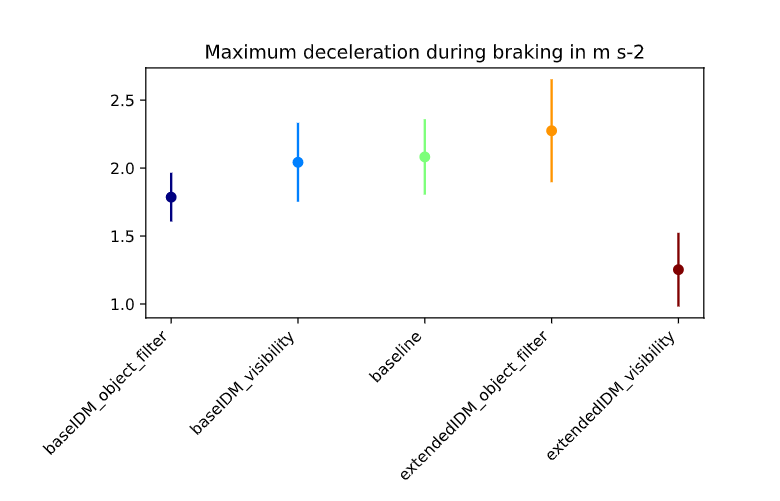 Maximum deceleration during braking in m s-2
2.5
2.0
1.5
1.0
baseIDM_object_filter
baseIDM_visibility
baseline
extendedIDM_object_filter
extendedIDM_visibility